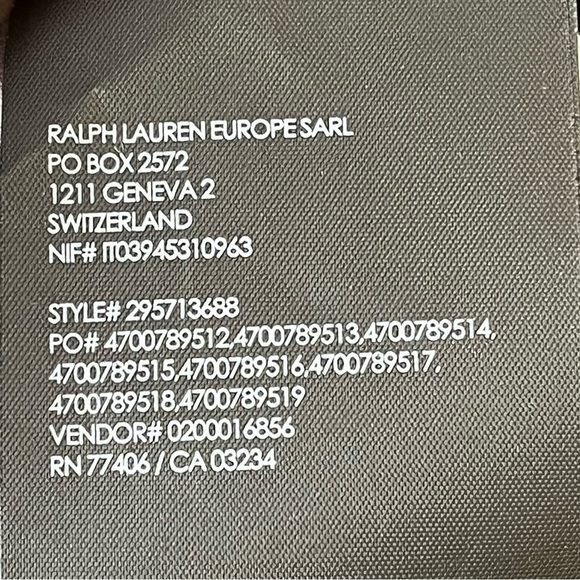 RALPH LAUREN EUROPE SARL
PO BOX 2572
1211 GENEVA 2
SWITZERLAND
NIF# IT03945310963
STYLE# 295713688
PO# 4700789512,4700789513,4700789514,
4700789515,4700789516,4700789517,
4700789518,4700789519
VENDOR# 0200016856
RN 77406 / CA 03234